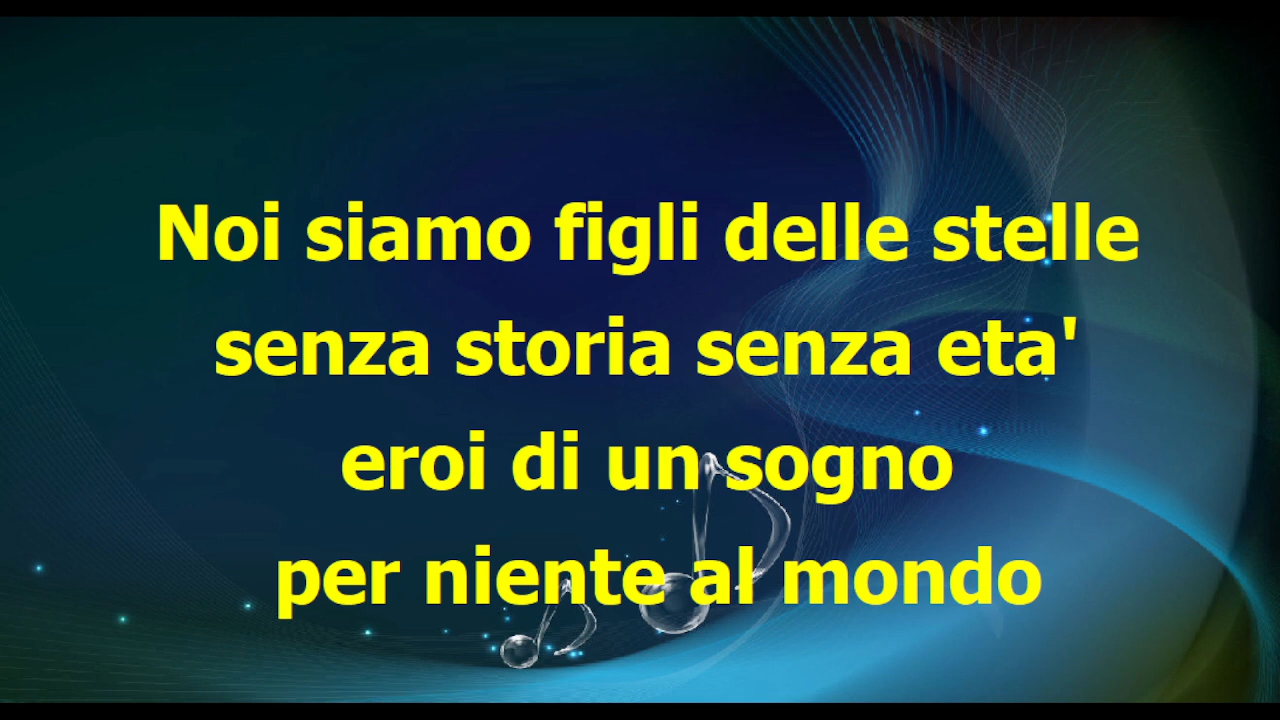 Noi siamo figli delle stelle
senza storia senza eta'
eroi di un sogno
per niente al mondo